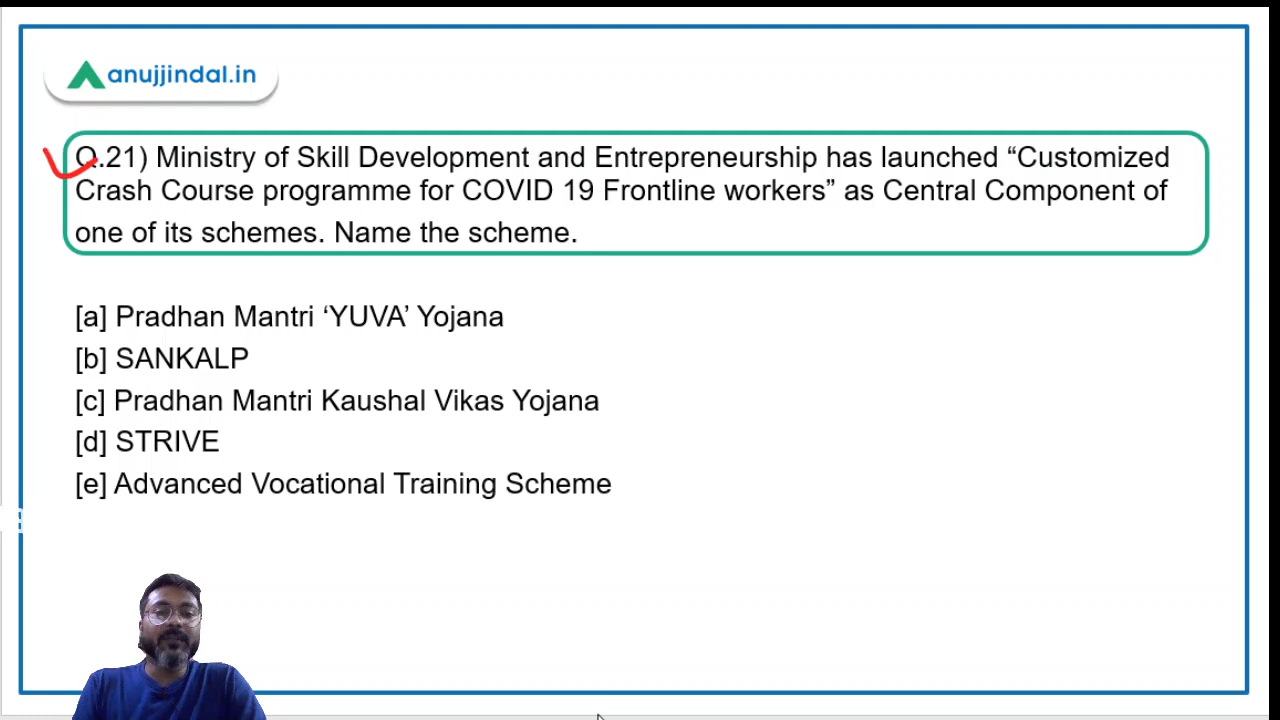 anujjindal.in
Q.21) Ministry of Skill Development and Entrepreneurship has launched “Customized
Crash Course programme for COVID 19 Frontline workers” as Central Component of
one of its schemes. Name the scheme.
[a] Pradhan Mantri ‘YUVA’ Yojana
[b] SANKALP
[c] Pradhan Mantri Kaushal Vikas Yojana
[d] STRIVE
[e] Advanced Vocational Training Scheme